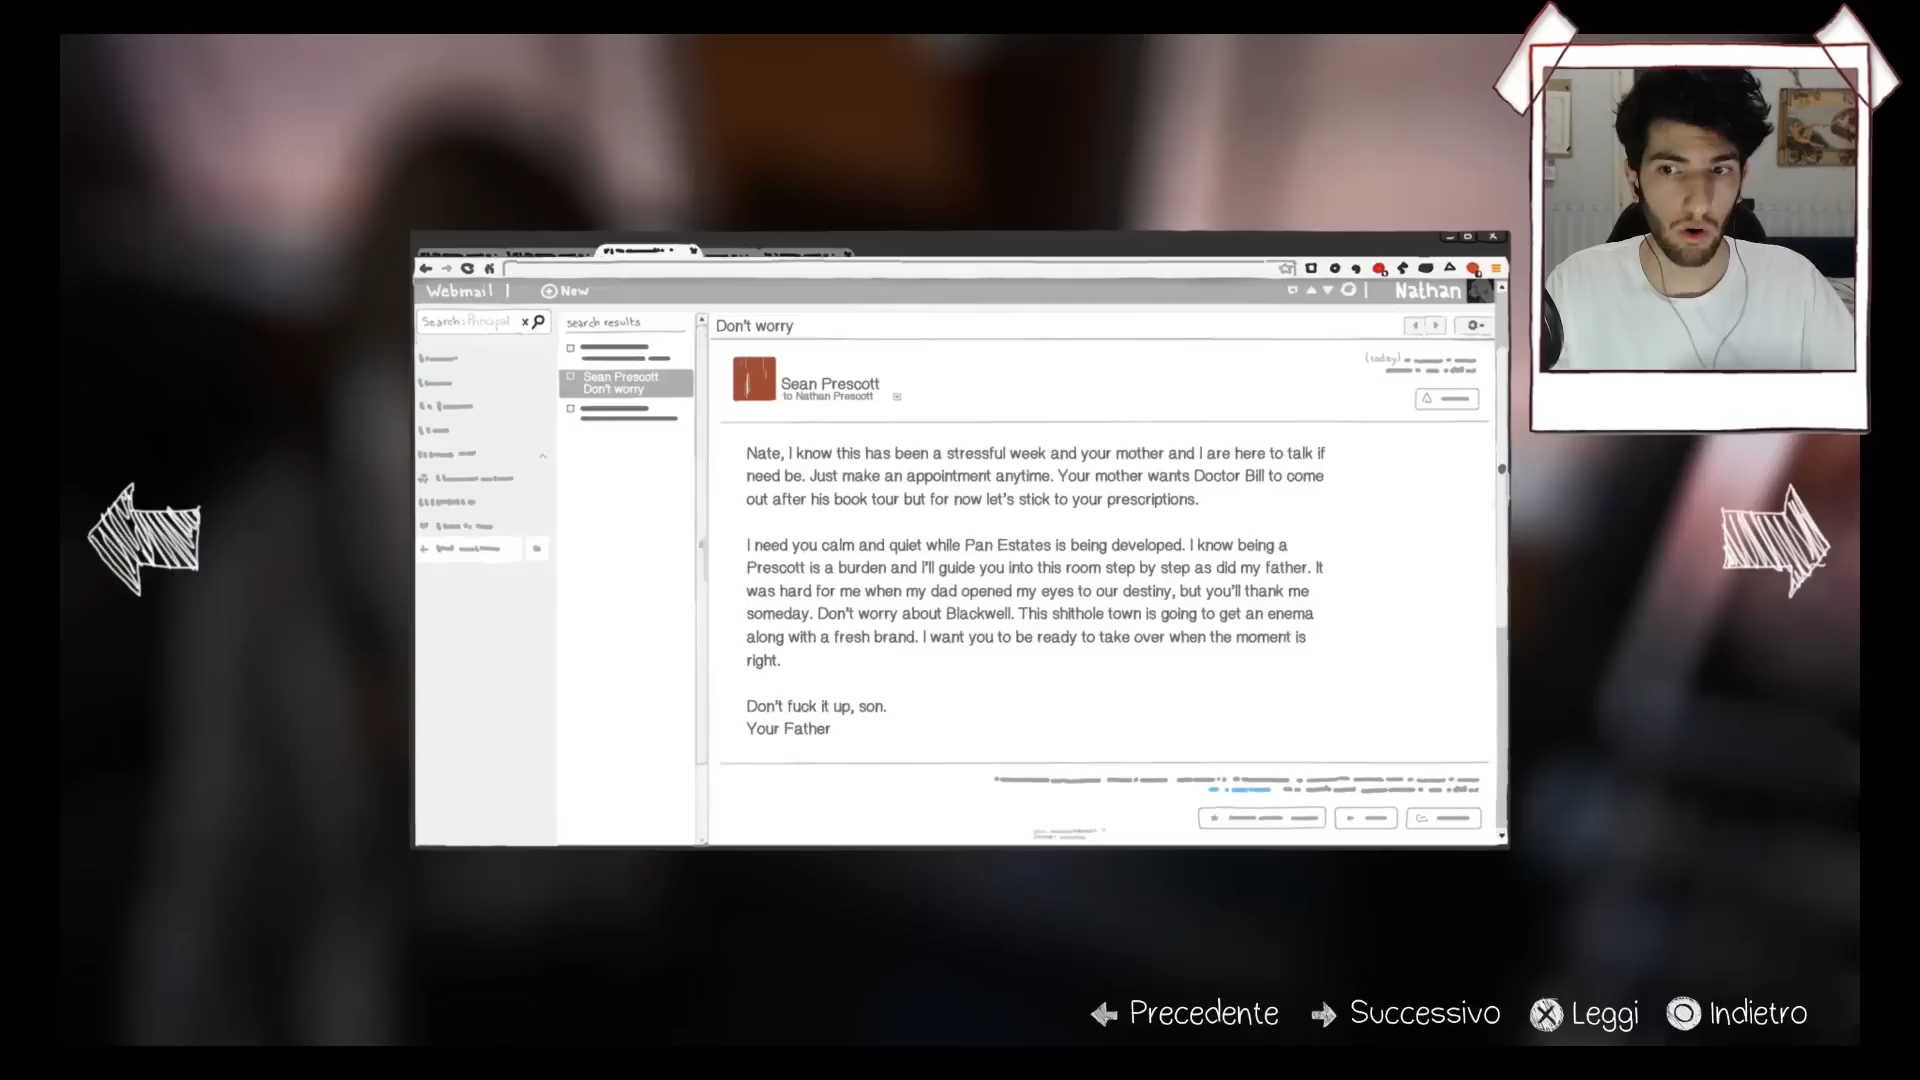 Webmail |
New
Nathan
Search: Principal x
search results
Don't worry
Sean Prescott
Don't worry
(today)
Sean Prescott
to Nathan Prescott
Nate, I know this has been a stressful week and your mother and I are here to talk if
need be. Just make an appointment anytime. Your mother wants Doctor Bill to come
out after his book tour but for now let's stick to your prescriptions.
I need you calm and quiet while Pan Estates is being developed. I know being a
Prescott is a burden and I'll guide you into this room step by step as did my father. It
was hard for me when my dad opened my eyes to our destiny, but you'll thank me
someday. Don't worry about Blackwell. This shithole town is going to get an enema
along with a fresh brand. I want you to be ready to take over when the moment is
right.
Don't fuck it up, son.
Your Father
Precedente
Successivo
Leggi
Indietro